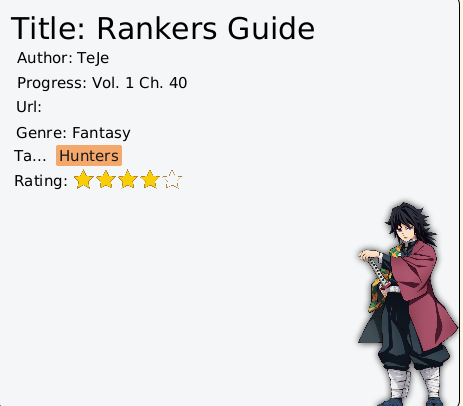 Title: Rankers Guide
Author: TeJe
Progress: Vol. 1 Ch. 40
Url:
Genre: Fantasy
Ta... Hunters
Rating: